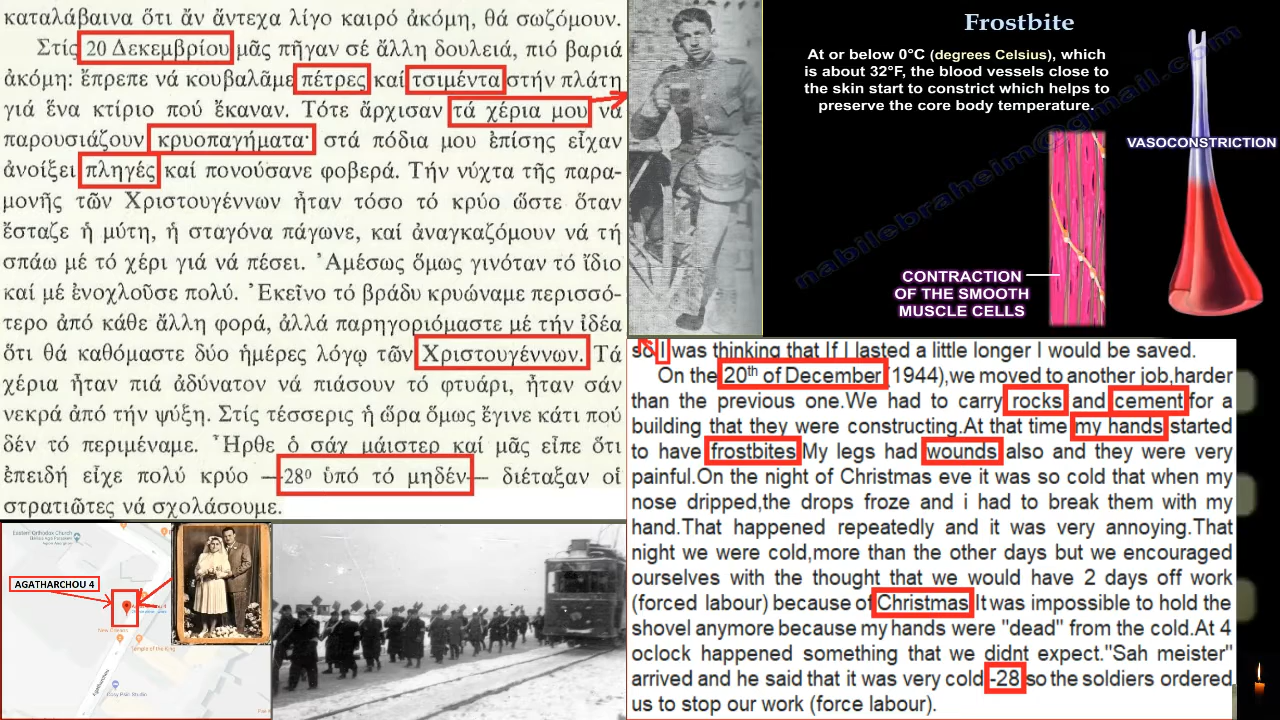 καταλάβαινα ὅτι ἄν ἄντεχα λίγο καιρό ἀκόμη, θά σωζόμουν.
Στίς 20 Δεκεμβρίου μᾶς πῆγαν σέ ἄλλη δουλειά, πιό βαριά
ἀκόμη: ἔπρεπε νά κουβαλᾶμε πέτρες καί τσιμέντα στήν πλάτη
γιά ἕνα κτίριο πού ἔκαναν. Τότε ἄρχισαν τά χέρια μου νά
παρουσιάζουν κρυοπαγήματα· στά πόδια μου ἐπίσης εἶχαν
ἀνοίξει πληγές καί πονούσανε φοβερά. Τήν νύχτα τῆς παρα-
μονῆς τῶν Χριστουγέννων ἦταν τόσο τό κρύο ὥστε ὅταν
ἔσταζε ἡ μύτη, ἡ σταγόνα πάγωνε, καί ἀναγκαζόμουν νά τή
σπάω μέ τό χέρι γιά νά πέσει. Ἀμέσως ὅμως γινόταν τό ἴδιο
καί μέ ἐνοχλοῦσε πολύ. Ἐκεῖνο τό βράδυ κρυώναμε περισσό-
τερο ἀπό κάθε ἄλλη φορά, ἀλλά παρηγοριόμαστε μέ τήν ἰδέα
ὅτι θά καθόμαστε δύο ἡμέρες λόγῳ τῶν Χριστουγέννων. Τά
χέρια ἦταν πιά ἀδύνατον νά πιάσουν τό φτυάρι, ἦταν σάν
νεκρά ἀπό τήν ψύξη. Στίς τέσσερις ἡ ὥρα ὅμως ἔγινε κάτι πού
δέν τό περιμέναμε. Ἦρθε ὁ σάχ μάιστερ καί μᾶς εἶπε ὅτι
ἐπειδή εἶχε πολύ κρύο —28⁰ ὑπό τό μηδέν— διέταξαν οἱ
στρατιῶτες νά σχολάσουμε.
Frostbite
At or below 0°C (degrees Celsius), which
is about 32°F, the blood vessels close to
the skin start to constrict which helps to
preserve the core body temperature.
nabilebraheim@gmail.com
VASOCONSTRICTION
CONTRACTION
OF THE SMOOTH
MUSCLE CELLS
so I was thinking that If I lasted a little longer I would be saved.
On the 20th of December (1944),we moved to another job,harder
than the previous one.We had to carry rocks and cement for a
building that they were constructing.At that time my hands started
to have frostbites.My legs had wounds also and they were very
painful.On the night of Christmas eve it was so cold that when my
nose dripped,the drops froze and i had to break them with my
hand.That happened repeatedly and it was very annoying.That
night we were cold,more than the other days but we encouraged
ourselves with the thought that we would have 2 days off work
(forced labour) because of Christmas.It was impossible to hold the
shovel anymore because my hands were "dead" from the cold.At 4
oclock happened something that we didnt expect."Sah meister"
arrived and he said that it was very cold -28 so the soldiers ordered
us to stop our work (force labour).
Eastern Orthodox Church
AGATHARCHOU 4
Temple of the King